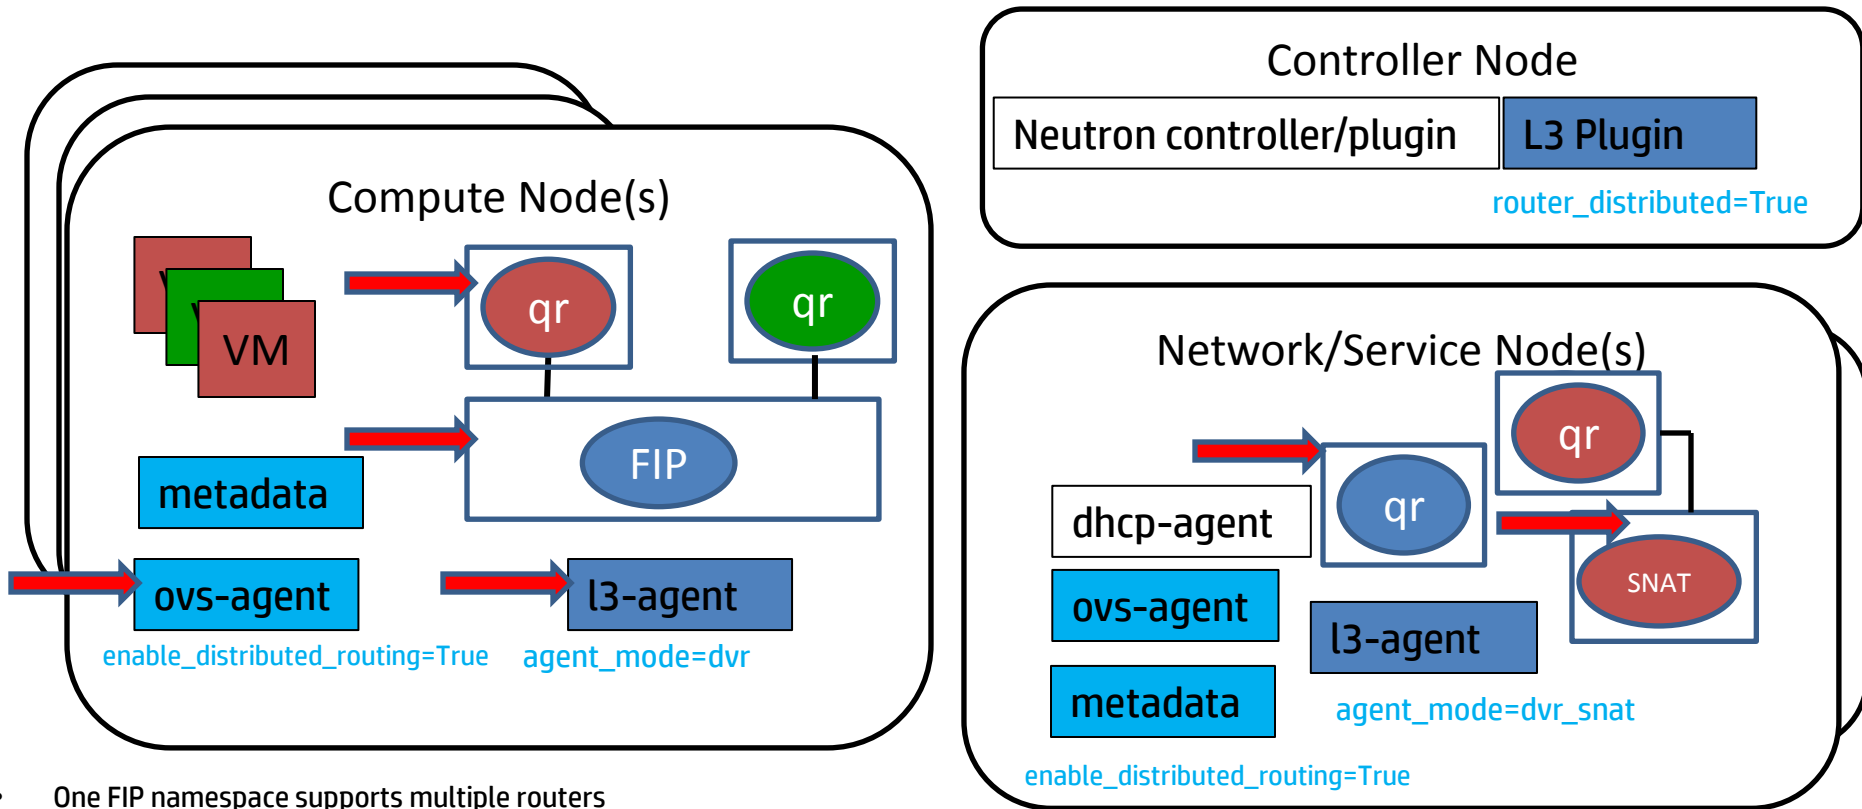 Controller Node
Neutron controller/plugin
L3 Plugin
router_distributed=True
Compute Node(s)
VM
qr
qr
FIP
metadata
ovs-agent
l3-agent
enable_distributed_routing=True
agent_mode=dvr
Network/Service Node(s)
qr
qr
dhcp-agent
SNAT
ovs-agent
l3-agent
metadata
agent_mode=dvr_snat
enable_distributed_routing=True
• One FIP namespace supports multiple routers